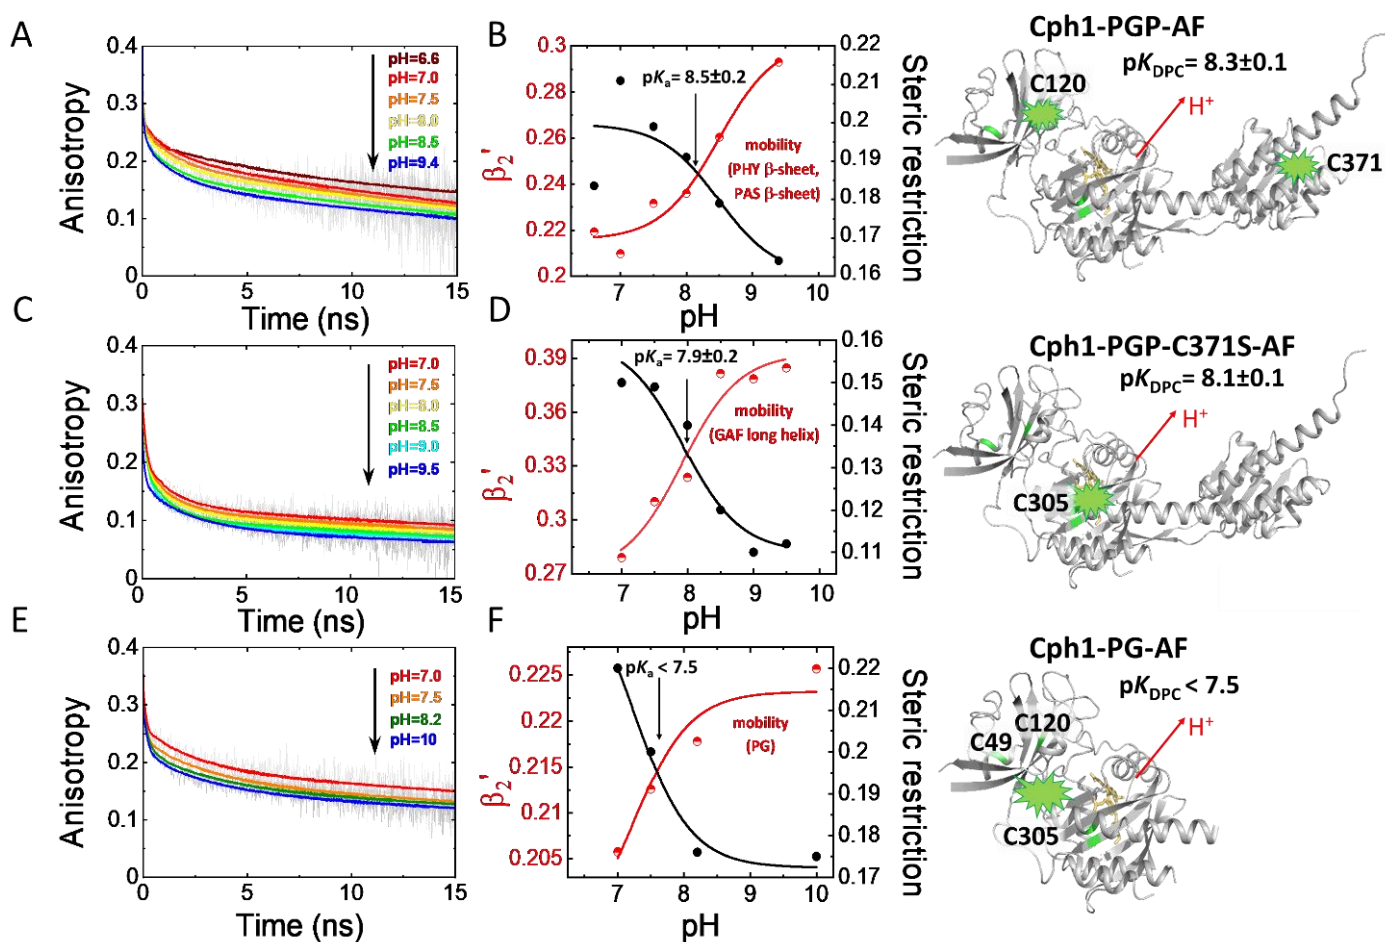 A
Anisotropy
0.4
0.3
0.2
0.1
0
pH=6.6
pH=7.0
pH=7.5
pH=8.0
pH=8.5
pH=9.4
0
5
10
15
Time (ns)
B
β2'
0.3
0.28
0.26
0.24
0.22
0.2
pKa= 8.5±0.2
mobility
(PHY β-sheet,
PAS β-sheet)
0.22
0.21
0.20
0.19
0.18
0.17
0.16
Steric restriction
7
8
9
10
pH
Cph1-PGP-AF
pKDPC = 8.3±0.1
C120
H+
C371
C
Anisotropy
0.4
0.3
0.2
0.1
0
pH=7.0
pH=7.5
pH=8.0
pH=8.5
pH=9.0
pH=9.5
0
5
10
15
Time (ns)
D
β2'
0.39
0.36
0.33
0.3
0.27
pKa= 7.9±0.2
mobility
(GAF long helix)
0.16
0.15
0.14
0.13
0.12
0.11
Steric restriction
7
8
9
10
pH
Cph1-PGP-C371S-AF
pKDPC= 8.1±0.1
H+
C305
E
Anisotropy
0.4
0.3
0.2
0.1
0
pH=7.0
pH=7.5
pH=8.2
pH=10
0
5
10
15
Time (ns)
F
β2'
0.225
0.22
0.215
0.21
0.205
pKa < 7.5
mobility
(PG)
0.22
0.21
0.20
0.19
0.18
0.17
Steric restriction
7
8
9
10
pH
Cph1-PG-AF
pKDPC < 7.5
C120
H+
C49
C305